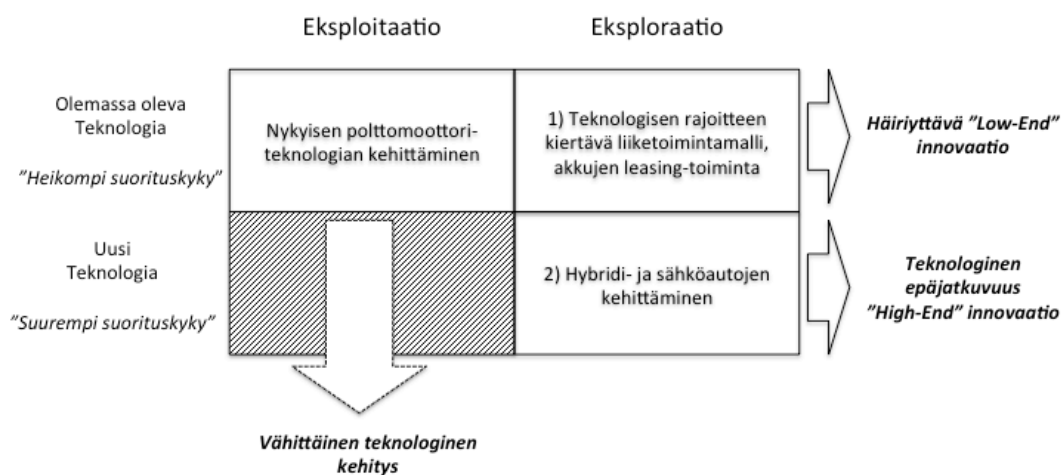 Eksploitaatio
Eksploraatio
Olemassa oleva
Teknologia
"Heikompi suorituskyky"
Nykyisen polttomoottori-
teknologian kehittäminen
1) Teknologisen rajoitteen
kiertävä liiketoimintamalli,
akkujen leasing-toiminta
Häiriyttävä "Low-End"
innovaatio
Uusi
Teknologia
"Suurempi suorituskyky"
2) Hybridi- ja sähköautojen
kehittäminen
Teknologinen
epäjatkuvuus
"High-End" innovaatio
Vähittäinen teknologinen
kehitys